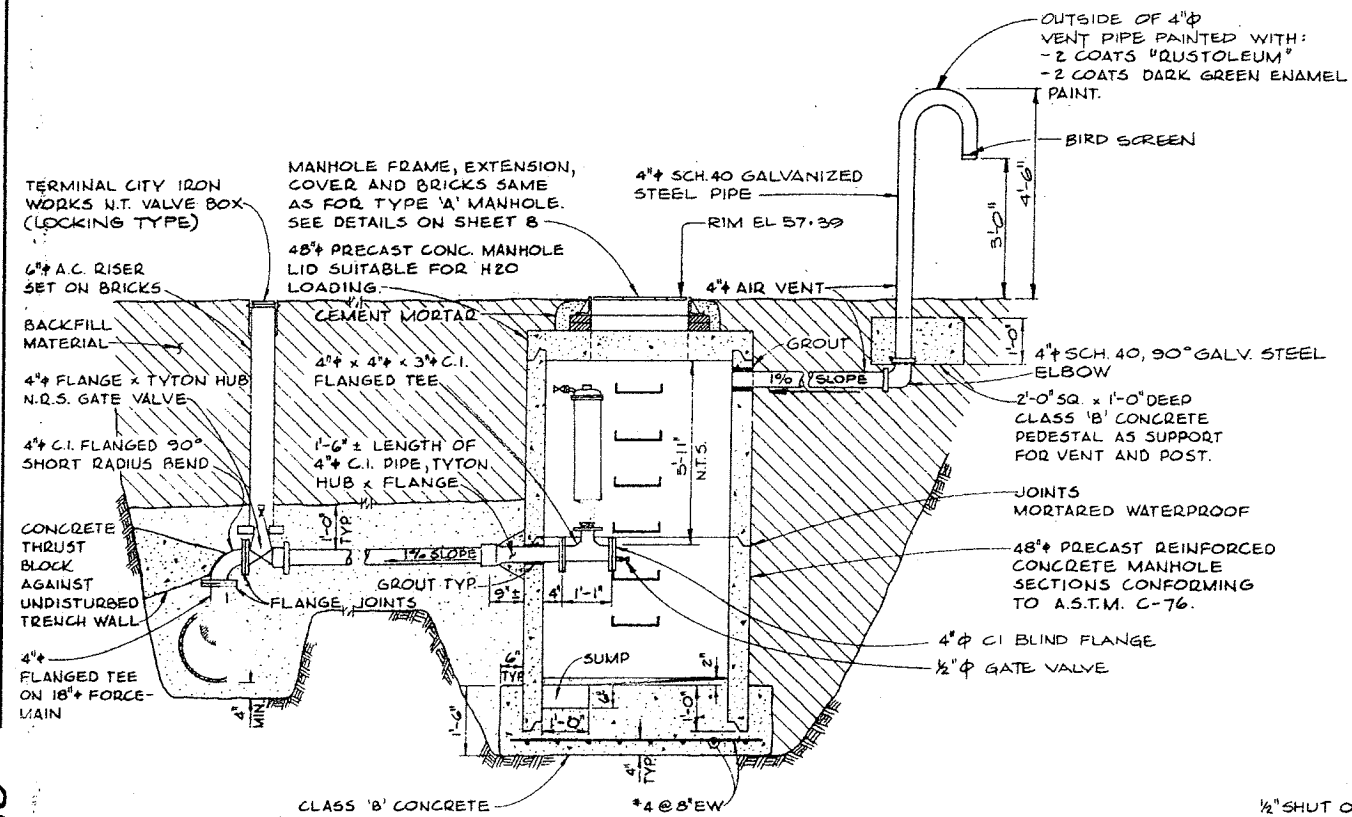 OUTSIDE OF 4"φ
VENT PIPE PAINTED WITH:
- 2 COATS "RUSTOLEUM"
- 2 COATS DARK GREEN ENAMEL
PAINT.
BIRD SCREEN
4'-6"
3'-0"
4"φ SCH. 40 GALVANIZED
STEEL PIPE
MANHOLE FRAME, EXTENSION,
COVER AND BRICKS SAME
AS FOR TYPE 'A' MANHOLE.
SEE DETAILS ON SHEET 8
RIM EL 57.39
TERMINAL CITY IRON
WORKS N.T. VALVE BOX
(LOCKING TYPE)
48"φ PRECAST CONC. MANHOLE
LID SUITABLE FOR H20
LOADING.
4"φ AIR VENT
6"φ A.C. RISER
SET ON BRICKS
CEMENT MORTAR
BACKFILL
MATERIAL
GROUT
1'-0"
4"φ x 4"φ x 3"φ C.I.
FLANGED TEE
1% SLOPE
4"φ SCH. 40, 90° GALV. STEEL
ELBOW
4"φ FLANGE x TYTON HUB
N.R.S. GATE VALVE
2'-0" SQ. x 1'-0" DEEP
CLASS 'B' CONCRETE
PEDESTAL AS SUPPORT
FOR VENT AND POST.
4"φ C.I. FLANGED 90°
SHORT RADIUS BEND
1'-6" ± LENGTH OF
4"φ C.I. PIPE, TYTON
HUB x FLANGE
5'-11"
N.T.S.
JOINTS
MORTARED WATERPROOF
CONCRETE
THRUST
BLOCK
AGAINST
UNDISTURBED
TRENCH WALL
1'-0"
TYP.
1% SLOPE
GROUT TYP.
FLANGE JOINTS
9"±
4"
1'-1"
48"φ PRECAST REINFORCED
CONCRETE MANHOLE
SECTIONS CONFORMING
TO A.S.T.M. C-76.
4"φ CI BLIND FLANGE
½"φ GATE VALVE
4"φ
FLANGED TEE
ON 18"φ FORCE-
MAIN
4"
MIN.
6"
TYP
SUMP
2"
6"
1'-0"
1'-0"
1'-6"
4"
TYP.
CLASS 'B' CONCRETE
#4 @ 8" EW
½" SHUT O